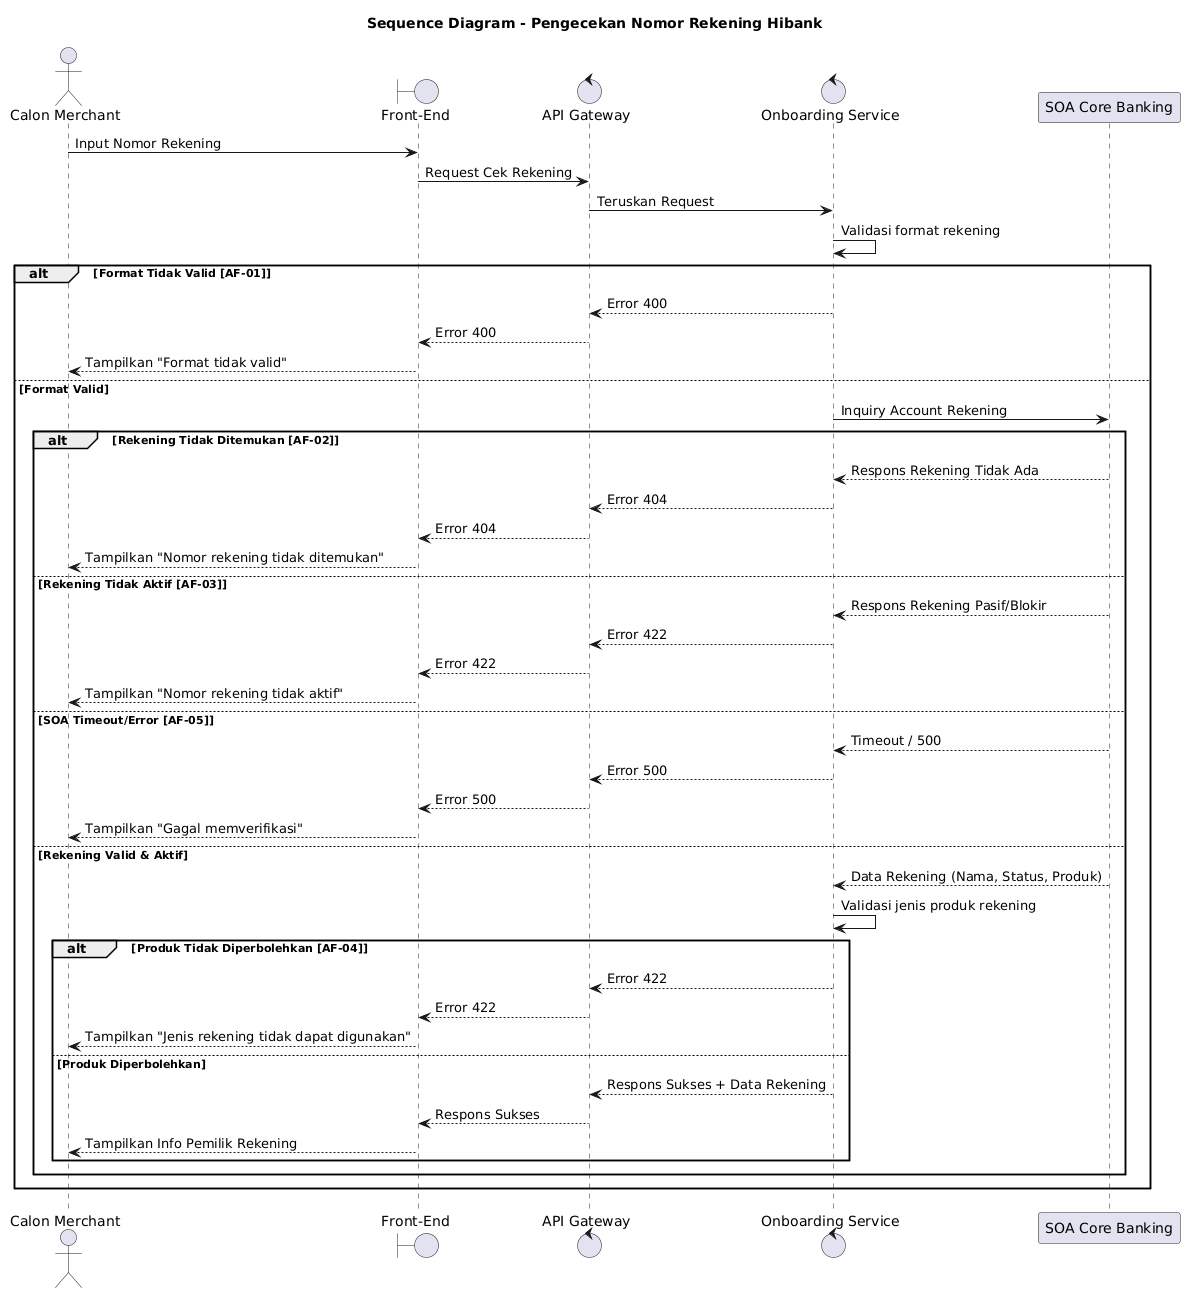 Sequence Diagram - Pengecekan Nomor Rekening Hibank
Calon Merchant
Front-End
API Gateway
Onboarding Service
SOA Core Banking
Input Nomor Rekening
Request Cek Rekening
Teruskan Request
Validasi format rekening
alt [Format Tidak Valid [AF-01]]
Error 400
Error 400
Tampilkan "Format tidak valid"
[Format Valid]
Inquiry Account Rekening
alt [Rekening Tidak Ditemukan [AF-02]]
Respons Rekening Tidak Ada
Error 404
Error 404
Tampilkan "Nomor rekening tidak ditemukan"
[Rekening Tidak Aktif [AF-03]]
Respons Rekening Pasif/Blokir
Error 422
Error 422
Tampilkan "Nomor rekening tidak aktif"
[SOA Timeout/Error [AF-05]]
Timeout / 500
Error 500
Error 500
Tampilkan "Gagal memverifikasi"
[Rekening Valid & Aktif]
Data Rekening (Nama, Status, Produk)
Validasi jenis produk rekening
alt [Produk Tidak Diperbolehkan [AF-04]]
Error 422
Error 422
Tampilkan "Jenis rekening tidak dapat digunakan"
[Produk Diperbolehkan]
Respons Sukses + Data Rekening
Respons Sukses
Tampilkan Info Pemilik Rekening
Calon Merchant
Front-End
API Gateway
Onboarding Service
SOA Core Banking